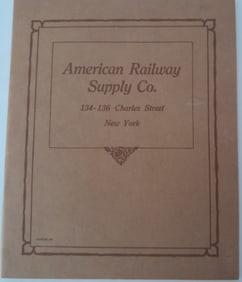 American Railway
Supply Co.
134-136 Charles Street
New York